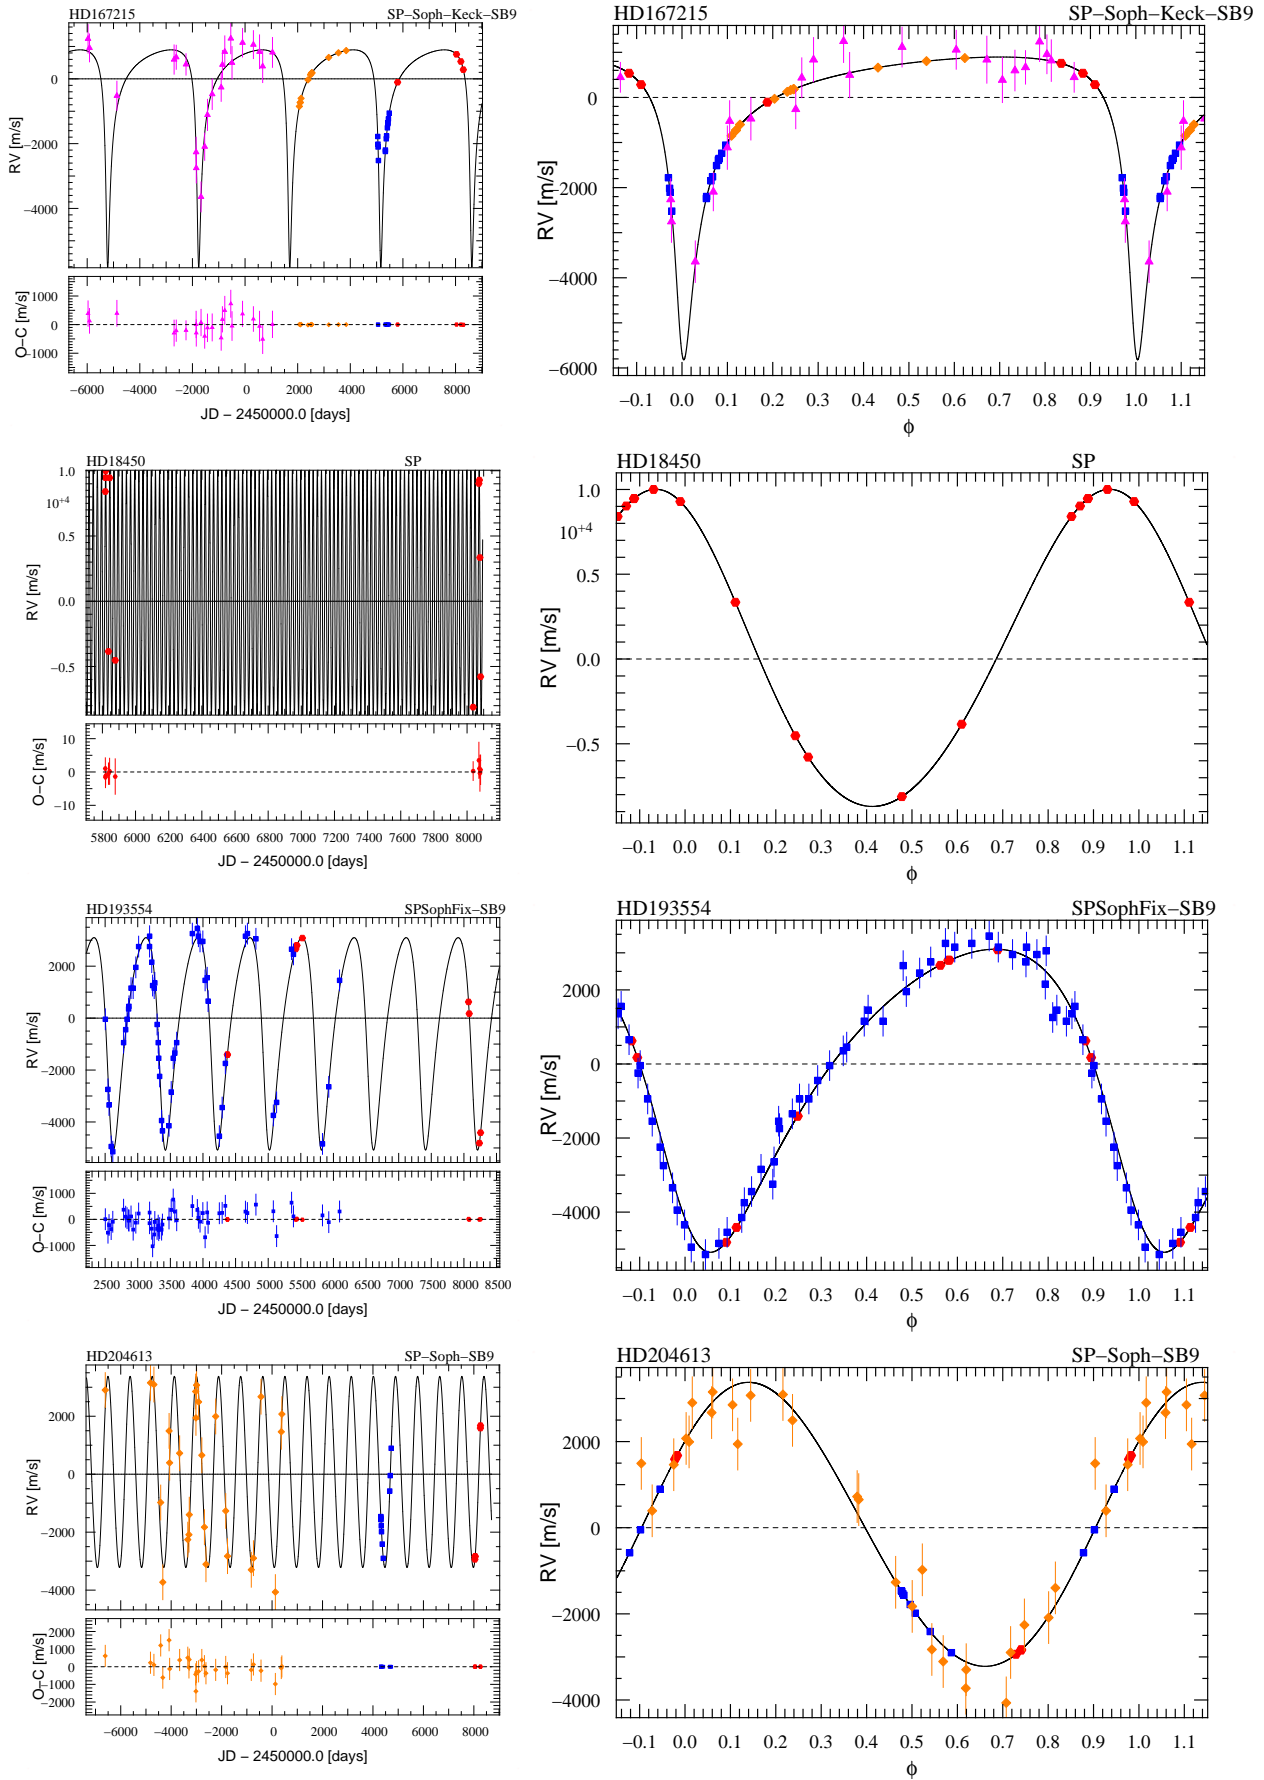 HD167215 SP−Soph−Keck−SB9
0
−2000
−4000
RV [m/s]
1000
0
−1000
O−C [m/s]
−6000 −4000 −2000 0 2000 4000 6000 8000
JD − 2450000.0 [days]
HD167215 SP−Soph−Keck−SB9
0
−2000
−4000
−6000
RV [m/s]
−0.1 0.0 0.1 0.2 0.3 0.4 0.5 0.6 0.7 0.8 0.9 1.0 1.1
ϕ
HD18450 SP
1.0
10+4
0.5
0.0
−0.5
RV [m/s]
10
0
−10
O−C [m/s]
5800 6000 6200 6400 6600 6800 7000 7200 7400 7600 7800 8000
JD − 2450000.0 [days]
HD18450 SP
1.0
10+4
0.5
0.0
−0.5
RV [m/s]
−0.1 0.0 0.1 0.2 0.3 0.4 0.5 0.6 0.7 0.8 0.9 1.0 1.1
ϕ
HD193554 SPSophFix−SB9
2000
0
−2000
−4000
RV [m/s]
1000
0
−1000
O−C [m/s]
2500 3000 3500 4000 4500 5000 5500 6000 6500 7000 7500 8000 8500
JD − 2450000.0 [days]
HD193554 SPSophFix−SB9
2000
0
−2000
−4000
RV [m/s]
−0.1 0.0 0.1 0.2 0.3 0.4 0.5 0.6 0.7 0.8 0.9 1.0 1.1
ϕ
HD204613 SP−Soph−SB9
2000
0
−2000
−4000
RV [m/s]
2000
1000
0
−1000
−2000
O−C [m/s]
−6000 −4000 −2000 0 2000 4000 6000 8000
JD − 2450000.0 [days]
HD204613 SP−Soph−SB9
2000
0
−2000
−4000
RV [m/s]
−0.1 0.0 0.1 0.2 0.3 0.4 0.5 0.6 0.7 0.8 0.9 1.0 1.1
ϕ